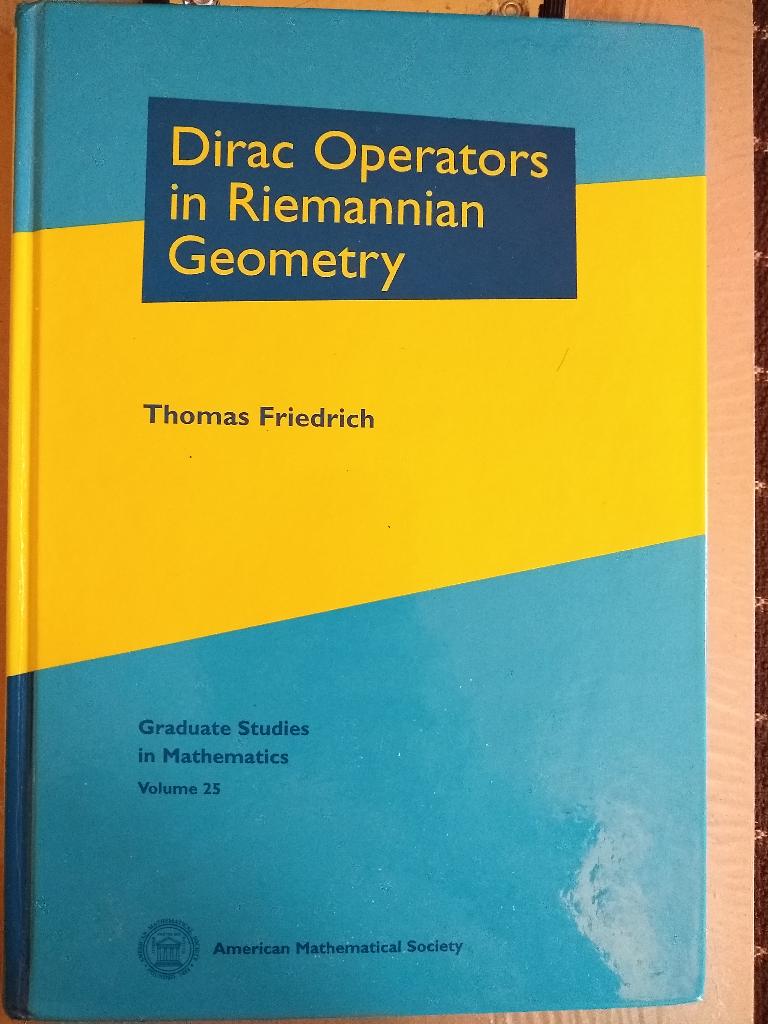 Dirac Operators
in Riemannian
Geometry
Thomas Friedrich
Graduate Studies
in Mathematics
Volume 25
American Mathematical Society